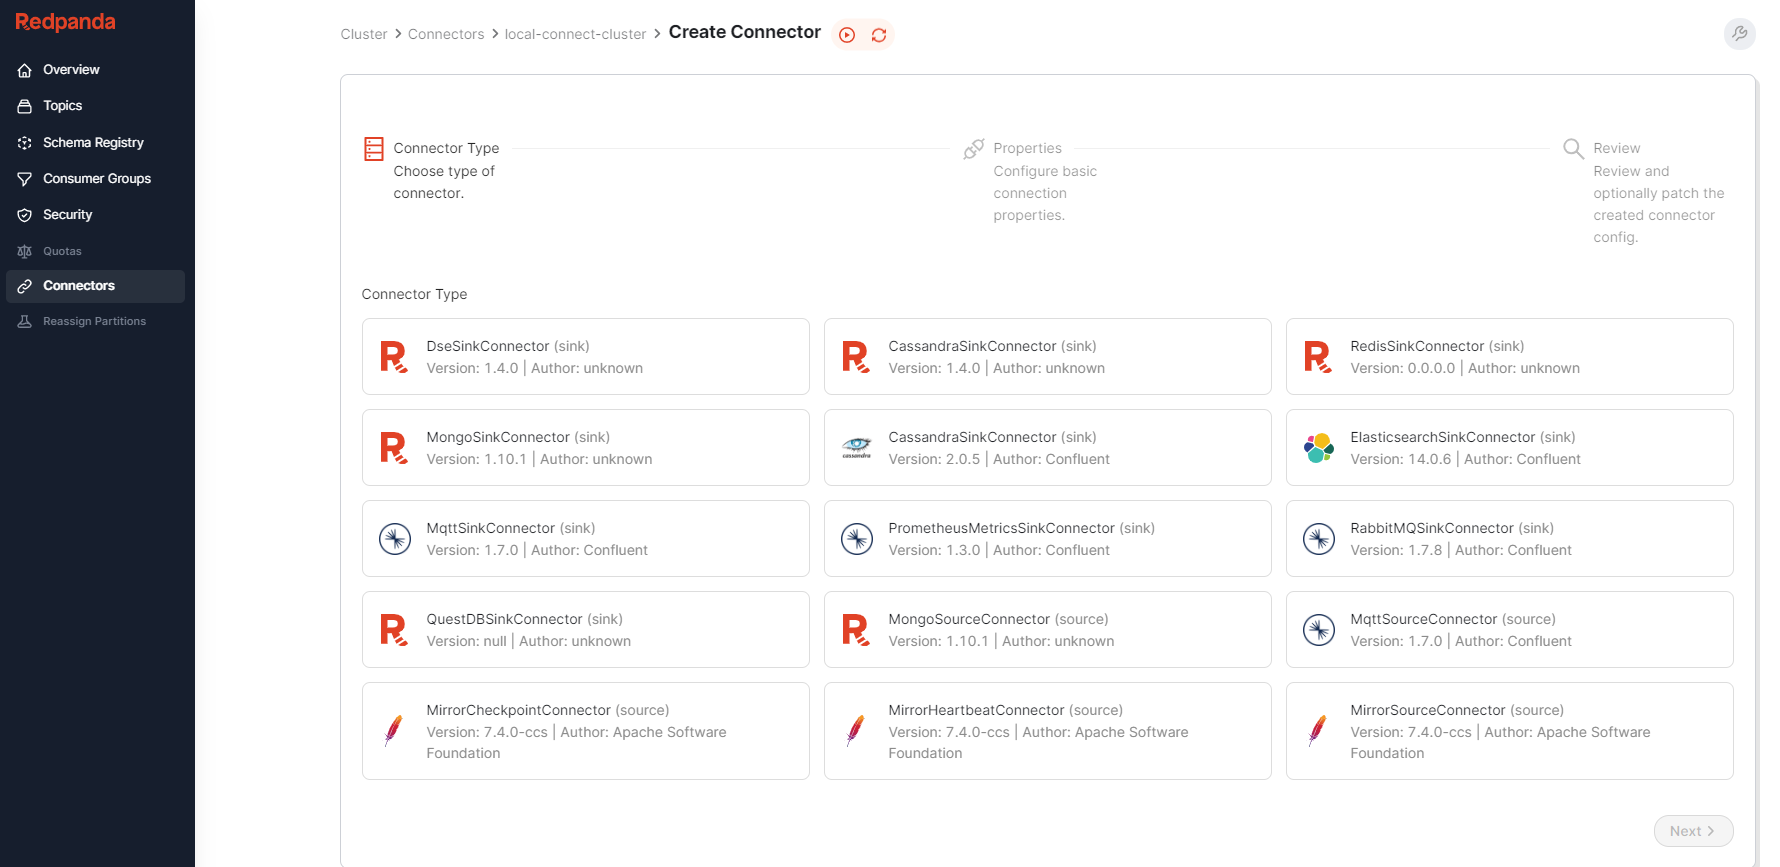 Redpanda
Overview
Topics
Schema Registry
Consumer Groups
Security
Quotas
Connectors
Reassign Partitions
Cluster > Connectors > local-connect-cluster > Create Connector
Connector Type
Choose type of
connector.
Properties
Configure basic
connection
properties.
Review
Review and
optionally patch the
created connector
config.
Connector Type
DseSinkConnector (sink)
Version: 1.4.0 | Author: unknown
CassandraSinkConnector (sink)
Version: 1.4.0 | Author: unknown
RedisSinkConnector (sink)
Version: 0.0.0.0 | Author: unknown
MongoSinkConnector (sink)
Version: 1.10.1 | Author: unknown
cassandra
CassandraSinkConnector (sink)
Version: 2.0.5 | Author: Confluent
ElasticsearchSinkConnector (sink)
Version: 14.0.6 | Author: Confluent
MqttSinkConnector (sink)
Version: 1.7.0 | Author: Confluent
PrometheusMetricsSinkConnector (sink)
Version: 1.3.0 | Author: Confluent
RabbitMQSinkConnector (sink)
Version: 1.7.8 | Author: Confluent
QuestDBSinkConnector (sink)
Version: null | Author: unknown
MongoSourceConnector (source)
Version: 1.10.1 | Author: unknown
MqttSourceConnector (source)
Version: 1.7.0 | Author: Confluent
MirrorCheckpointConnector (source)
Version: 7.4.0-ccs | Author: Apache Software
Foundation
MirrorHeartbeatConnector (source)
Version: 7.4.0-ccs | Author: Apache Software
Foundation
MirrorSourceConnector (source)
Version: 7.4.0-ccs | Author: Apache Software
Foundation
Next >